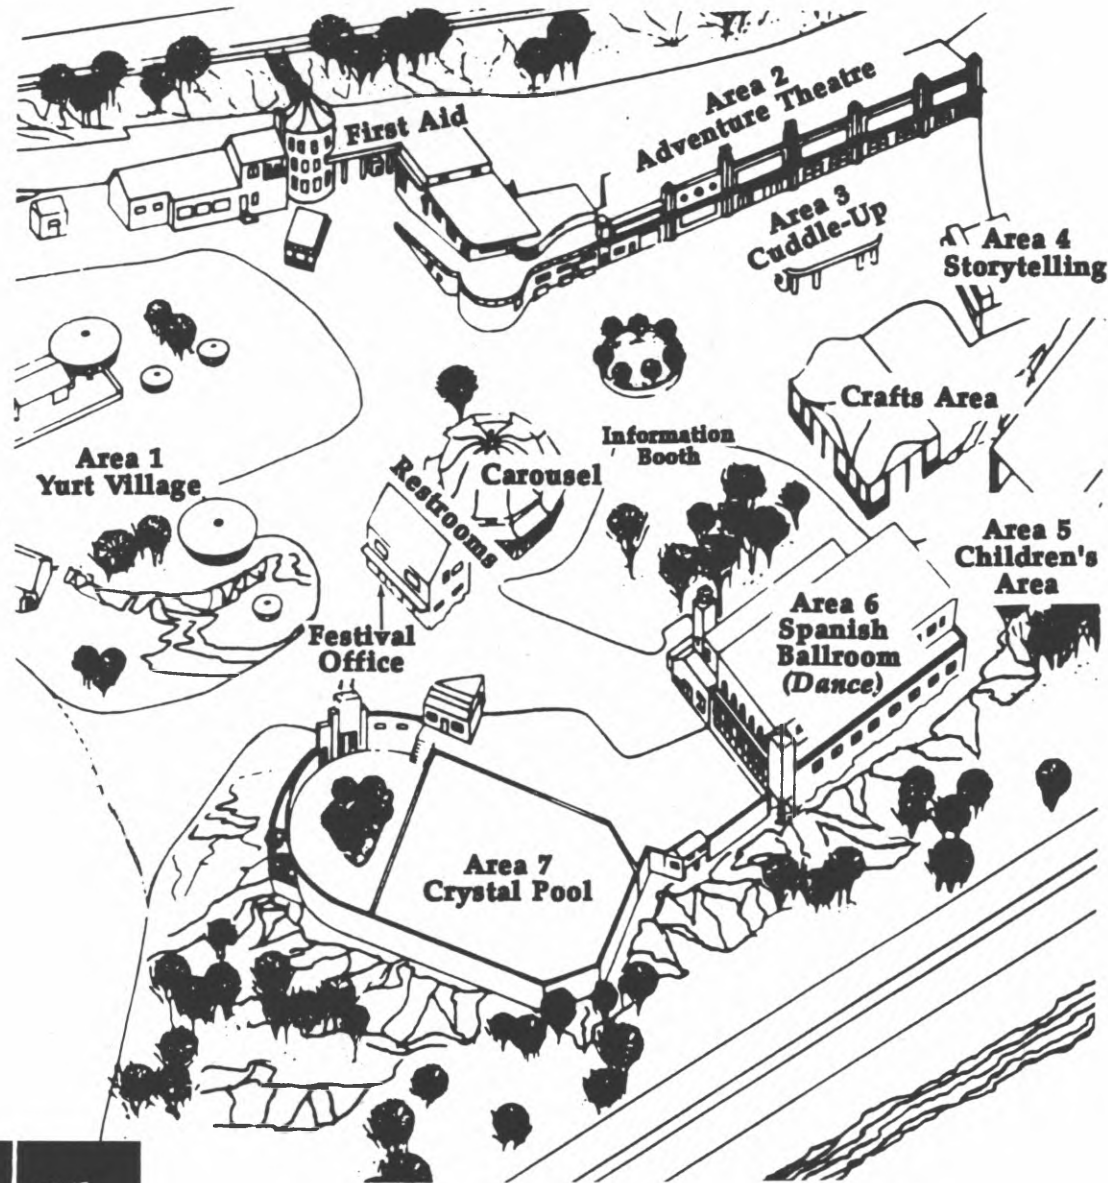 First Aid
Area 2
Adventure Theatre
Area 3
Cuddle-Up
Area 4
Storytelling
Crafts Area
Information
Booth
Carousel
Restrooms
Area 1
Yurt Village
Festival
Office
Area 5
Children's
Area
Area 6
Spanish
Ballroom
(Dance)
Area 7
Crystal Pool